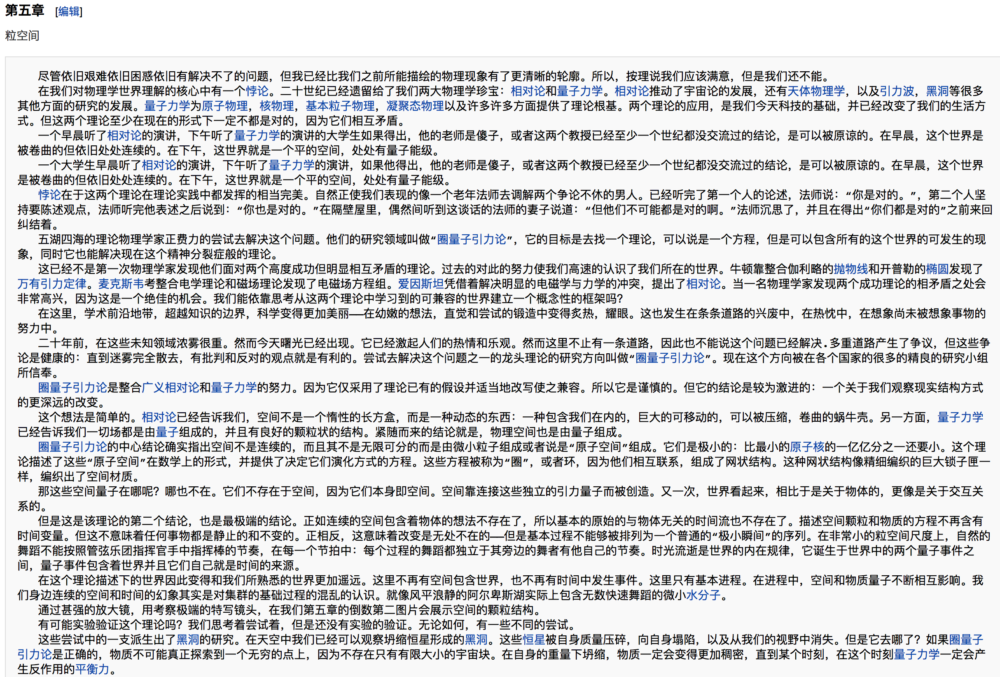 第五章 [编辑]
粒空间
尽管依旧艰难依旧困惑依旧有解决不了的问题，但我已经比我们之前所能描绘的物理现象有了更清晰的轮廓。所以，按理说我们应该满意，但是我们还不能。
在我们对物理学世界理解的核心中有一个悖论。二十世纪已经遗留给了我们两大物理学珍宝：相对论和量子力学。相对论推动了宇宙论的发展，还有天体物理学，以及引力波，黑洞等很多
其他方面的研究的发展。量子力学为原子物理，核物理，基本粒子物理，凝聚态物理以及许多许多方面提供了理论根基。两个理论的应用，是我们今天科技的基础，并已经改变了我们的生活方
式。但这两个理论至少在现在的形式下一定不都是对的，因为它们相互矛盾。
一个早晨听了相对论的演讲，下午听了量子力学的演讲的大学生如果得出，他的老师是傻子，或者这两个教授已经至少一个世纪都没交流过的结论，是可以被原谅的。在早晨，这个世界是
被卷曲的但依旧处处连续的。在下午，这世界就是一个平的空间，处处有量子能级。
一个大学生早晨听了相对论的演讲，下午听了量子力学的演讲，如果他得出，他的老师是傻子，或者这两个教授已经至少一个世纪都没交流过的结论，是可以被原谅的。在早晨，这个世界
是被卷曲的但依旧处处连续的。在下午，这世界就是一个平的空间，处处有量子能级。
悖论在于这两个理论在理论实践中都发挥的相当完美。自然正使我们表现的像一个老年法师去调解两个争论不休的男人。已经听完了第一个人的论述，法师说：“你是对的。”，第二个人坚
持要陈述观点，法师听完他表述之后说到：“你也是对的。”在隔壁屋里，偶然间听到这谈话的法师的妻子说道：“但他们不可能都是对的啊。”法师沉思了，并且在得出“你们都是对的”之前来回
纠结着。
五湖四海的理论物理学家正费力的尝试去解决这个问题。他们的研究领域叫做“圈量子引力论”，它的目标是去找一个理论，可以说是一个方程，但是可以包含所有的这个世界的可发生的现
象，同时它也能解决现在这个精神分裂症般的理论。
这已经不是第一次物理学家发现他们面对两个高度成功但明显相互矛盾的理论。过去的对此的努力使我们高速的认识了我们所在的世界。牛顿靠整合伽利略的抛物线和开普勒的椭圆发现了
万有引力定律。麦克斯韦考整合电学理论和磁场理论发现了电磁场方程组。爱因斯坦凭借着解决明显的电磁学与力学的冲突，提出了相对论。当一名物理学家发现两个成功理论的相矛盾之处会
非常高兴，因为这是一个绝佳的机会。我们能依靠思考从这两个理论中学习到的可兼容的世界建立一个概念性的框架吗？
在这里，学术前沿地带，超越知识的边界，科学变得更加美丽——在幼嫩的想法，直觉和尝试的锻造中变得炙热，耀眼。这也发生在条条道路的兴废中，在热忱中，在想象尚未被想象事物的
努力中。
二十年前，在这些未知领域浓雾很重。然而今天曙光已经出现。它已经激起人们的热情和乐观。然而这里不止有一条道路，因此也不能说这个问题已经解决.多重道路产生了争议，但这些争
论是健康的：直到迷雾完全散去，有批判和反对的观点就是有利的。尝试去解决这个问题之一的龙头理论的研究方向叫做“圈量子引力论”。现在这个方向被在各个国家的很多的精良的研究小组
所信奉。
圈量子引力论是整合广义相对论和量子力学的努力。因为它仅采用了理论已有的假设并适当地改写使之兼容。所以它是谨慎的。但它的结论是较为激进的：一个关于我们观察现实结构方式
的更深远的改变。
这个想法是简单的。相对论已经告诉我们，空间不是一个惰性的长方盒，而是一种动态的东西：一种包含我们在内的，巨大的可移动的，可以被压缩，卷曲的蜗牛壳。另一方面，量子力学
已经告诉我们一切场都是由量子组成的，并且有良好的颗粒状的结构。紧随而来的结论就是，物理空间也是由量子组成。
圈量子引力论的中心结论确实指出空间不是连续的，而且其不是无限可分的而是由微小粒子组成或者说是“原子空间”组成。它们是极小的：比最小的原子核的一亿亿分之一还要小。这个理
论描述了这些“原子空间”在数学上的形式，并提供了决定它们演化方式的方程。这些方程被称为“圈”，或者环，因为他们相互联系，组成了网状结构。这种网状结构像精细编织的巨大锁子匣一
样，编织出了空间材质。
那这些空间量子在哪呢？哪也不在。它们不存在于空间，因为它们本身即空间。空间靠连接这些独立的引力量子而被创造。又一次，世界看起来，相比于是关于物体的，更像是关于交互关
系的。
但是这是该理论的第二个结论，也是最极端的结论。正如连续的空间包含着物体的想法不存在了，所以基本的原始的与物体无关的时间流也不存在了。描述空间颗粒和物质的方程不再含有
时间变量。但这不意味着任何事物都是静止的和不变的。正相反，这意味着改变是无处不在的——但是基本过程不能够被排列为一个普通的“极小瞬间”的序列。在非常小的粒空间尺度上，自然的
舞蹈不能按照管弦乐团指挥官手中指挥棒的节奏，在每一个节拍中：每个过程的舞蹈都独立于其旁边的舞者有他自己的节奏。时光流逝是世界的内在规律，它诞生于世界中的两个量子事件之
间，量子事件包含着世界并且它们自己就是时间的来源。
在这个理论描述下的世界因此变得和我们所熟悉的世界更加遥远。这里不再有空间包含世界，也不再有时间中发生事件。这里只有基本进程。在进程中，空间和物质量子不断相互影响。我
们身边连续的空间和时间的幻象其实是对集群的基础过程的混乱的认识。就像风平浪静的阿尔卑斯湖实际上包含无数快速舞蹈的微小水分子。
通过甚强的放大镜，用考察极端的特写镜头，在我们第五章的倒数第二图片会展示空间的颗粒结构。
有可能实验验证这个理论吗？我们思考着尝试着，但是还没有实验的验证。无论如何，有一些不同的尝试。
这些尝试中的一支派生出了黑洞的研究。在天空中我们已经可以观察坍缩恒星形成的黑洞。这些恒星被自身质量压碎，向自身塌陷，以及从我们的视野中消失。但是它去哪了？如果圈量子
引力论是正确的，物质不可能真正探索到一个无穷的点上，因为不存在只有有限大小的宇宙块。在自身的重量下坍缩，物质一定会变得更加稠密，直到某个时刻，在这个时刻量子力学一定会产
生反作用的平衡力。